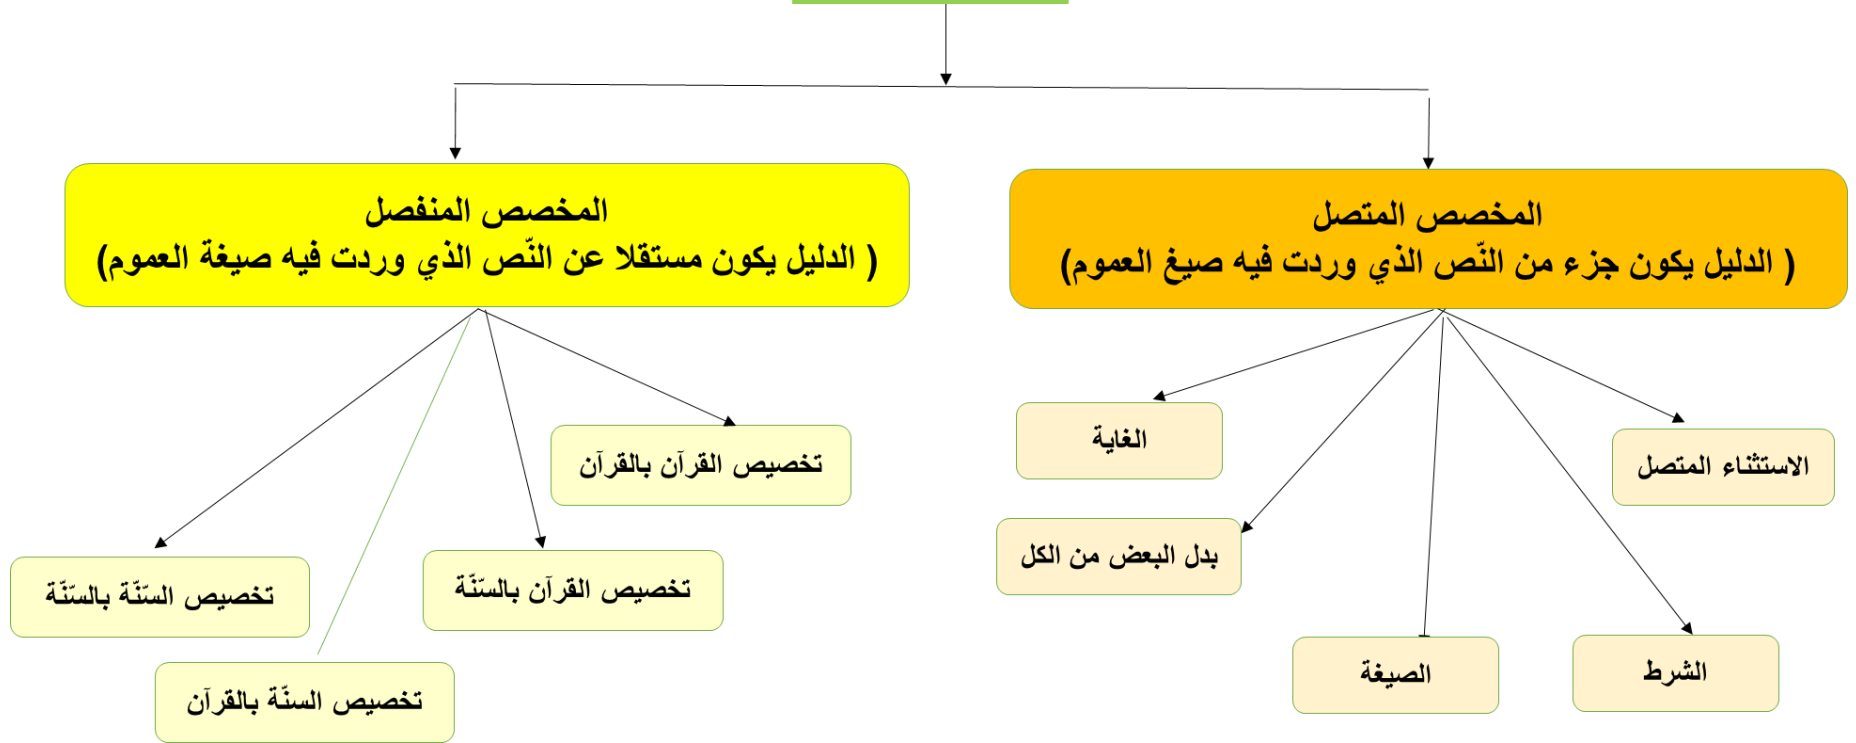 المخصص المتصل
( الدليل يكون جزء من النّص الذي وردت فيه صيغ العموم)
المخصص المنفصل
( الدليل يكون مستقلا عن النّص الذي وردت فيه صيغة العموم)
الاستثناء المتصل
الغاية
بدل البعض من الكل
الشرط
الصيغة
تخصيص القرآن بالقرآن
تخصيص القرآن بالسّنّة
تخصيص السّنّة بالسّنّة
تخصيص السنّة بالقرآن